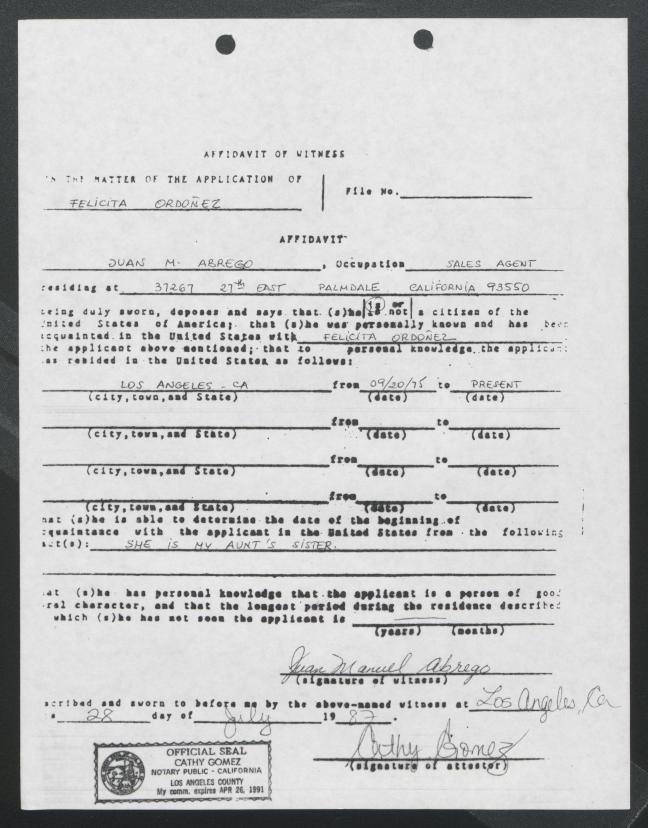 AFFIDAVIT OF WITNESS
IN THE MATTER OF THE APPLICATION OF
File No.
FELICITA ORDOÑEZ
AFFIDAVIT
JUAN M. ABREGO, Occupation SALES AGENT
residing at 37267 27th EAST PALMDALE CALIFORNIA 93550
being duly sworn, deposes and says that (s)he is or is not a citizen of the
United States of America; that (s)he was personally known and has been
acquainted in the United States with FELICITA ORDOÑEZ
the applicant above mentioned; that to personal knowledge the applicant
as resided in the United States as follows:
LOS ANGELES - CA from 09/20/75 to PRESENT
(city, town, and State) (date) (date)
from to
(city, town, and State) (date) (date)
from to
(city, town, and State) (date) (date)
from to
(city, town, and State) (date) (date)
hat (s)he is able to determine the date of the beginning of
cquaintance with the applicant in the United States from the following
act(s): SHE IS MY AUNT'S SISTER.
at (s)he has personal knowledge that the applicant is a person of good
ral character, and that the longest period during the residence described
which (s)he has not seen the applicant is
(years) (months)
Juan Manuel Abrego
(signature of witness)
scribed and sworn to before me by the above-named witness at Los Angeles, Ca
s 28 day of July 19 87.
Cathy Gomez
(signature of attestor)
OFFICIAL SEAL
CATHY GOMEZ
NOTARY PUBLIC - CALIFORNIA
LOS ANGELES COUNTY
My comm. expires APR 26, 1991